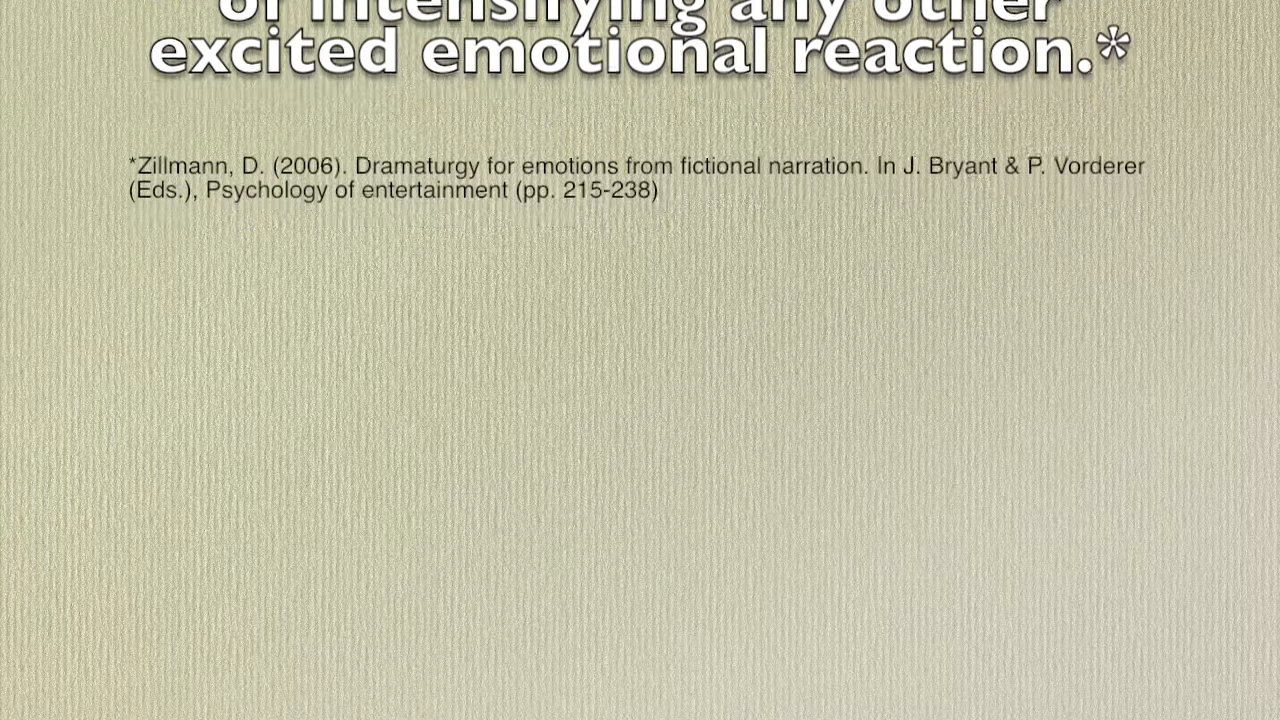 of intensifying any other
excited emotional reaction.*
*Zillmann, D. (2006). Dramaturgy for emotions from fictional narration. In J. Bryant & P. Vorderer
(Eds.), Psychology of entertainment (pp. 215-238)